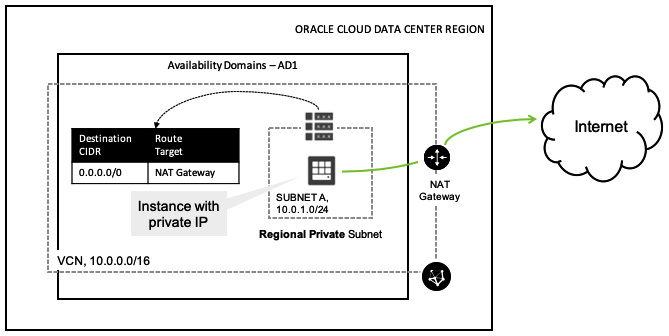 ORACLE CLOUD DATA CENTER REGION
Availability Domains – AD1
Destination CIDR
Route Target
0.0.0.0/0
NAT Gateway
Instance with
private IP
SUBNET A,
10.0.1.0/24
Regional Private Subnet
VCN, 10.0.0.0/16
NAT
Gateway
Internet